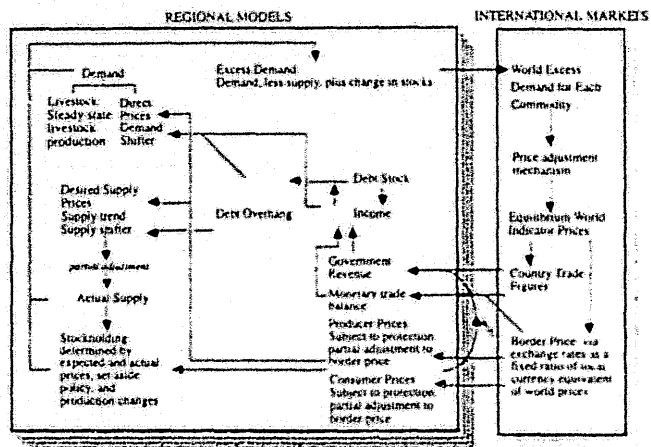 REGIONAL MODELS
INTERNATIONAL MARKETS
Demand
Livestock:
Steady-state
livestock
production
Direct
Prices
Demand
Shifter
Excess Demand
Demand, less supply, plus change in stocks
World Excess
Demand for Each
Commodity
Price adjustment
mechanism
Desired Supply
Prices
Supply trend
Supply shifter
Debt Overhang
Debt Stock
Income
Equilibrium World
Indicator Prices
partial adjustment
Government
Revenue
Country Trade
Figures
Actual Supply
Monetary trade
balance
Stockholding
determined by
expected and actual
prices, set aside
policy, and
production changes
Producer Prices
Subject to protection,
partial adjustment to
border price
Consumer Prices
Subject to protection,
partial adjustment to
border price
Border Price via
exchange rates as a
fixed ratio of local
currency equivalent
of world prices